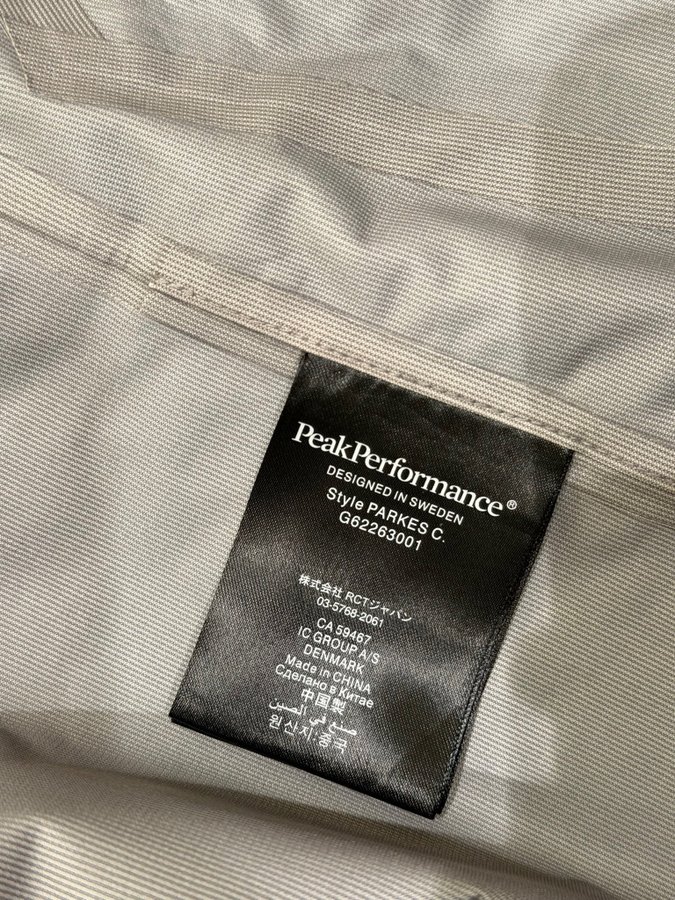 PeakPerformance®
DESIGNED IN SWEDEN
Style PARKES C.
G62263001
株式会社 RCTジャパン
03-5768-2061
CA 59467
IC GROUP A/S
DENMARK
Made in CHINA
Сделано в Китае
中国製
صنع في الصين
원산지:중국